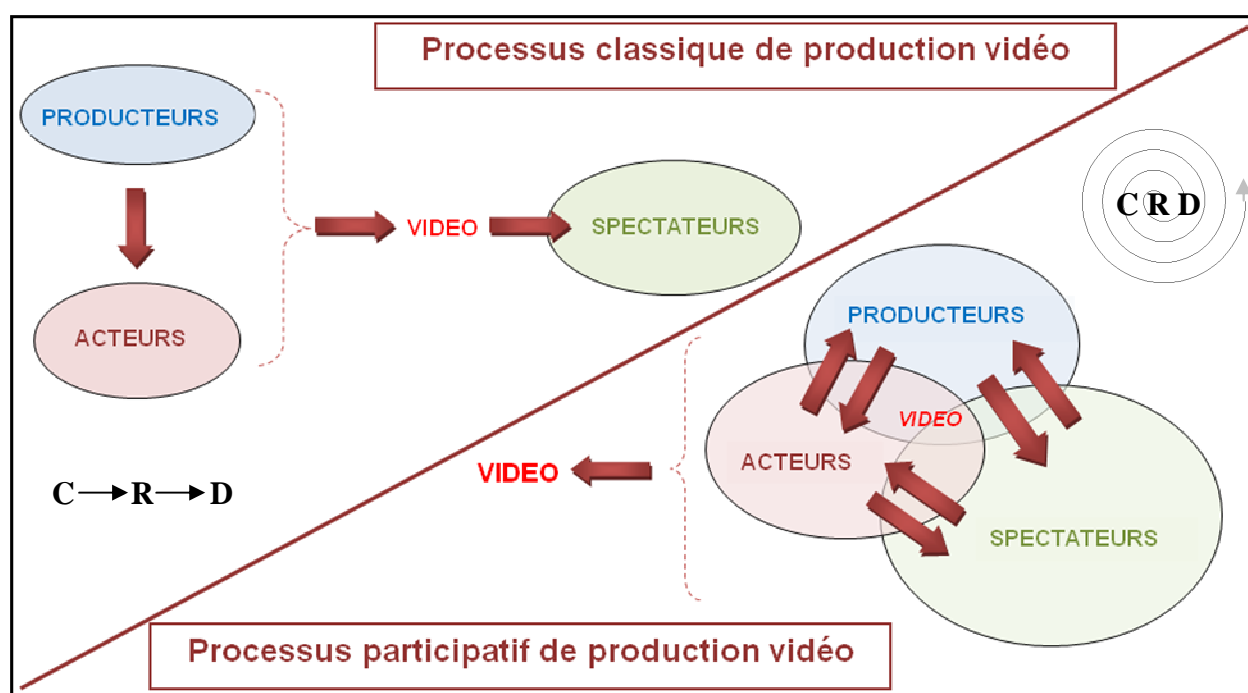 Processus classique de production vidéo
PRODUCTEURS
VIDEO
SPECTATEURS
ACTEURS
C R D
C R D
PRODUCTEURS
VIDEO
ACTEURS
VIDEO
SPECTATEURS
Processus participatif de production vidéo